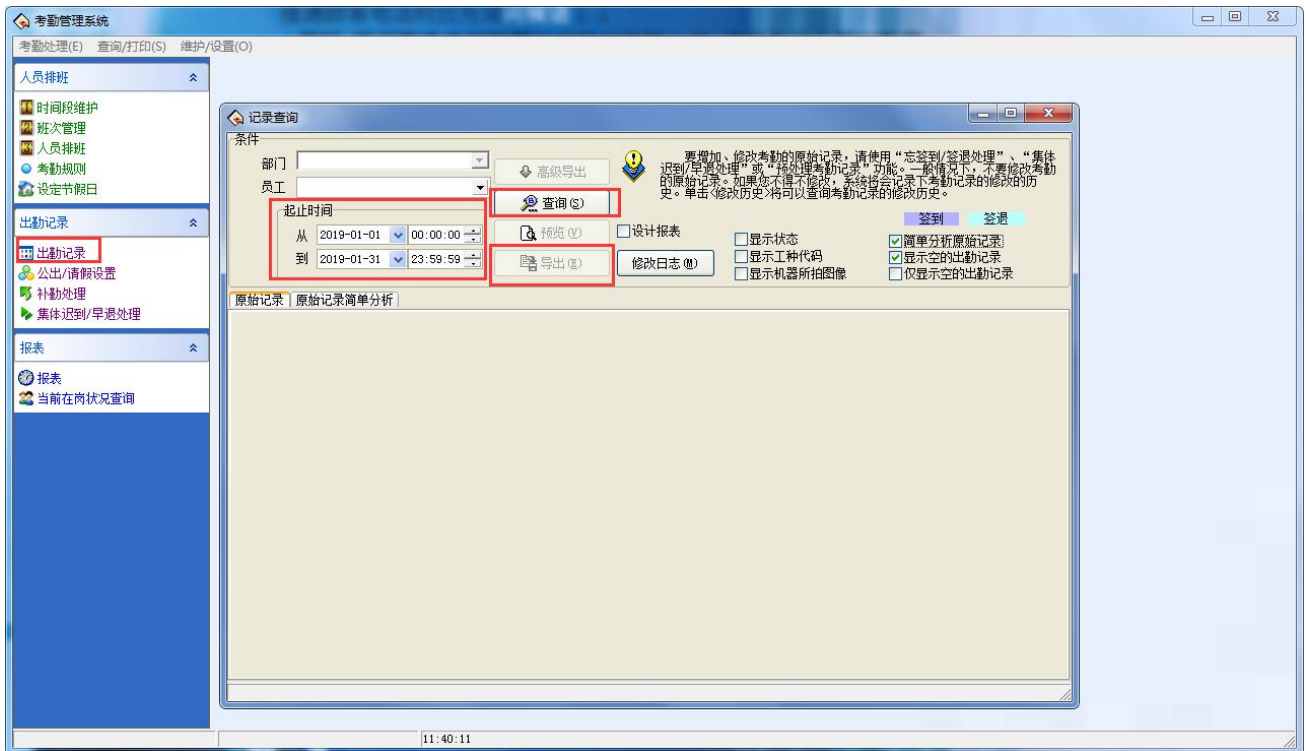 考勤管理系统
考勤处理(E) 查询/打印(S) 维护/设置(O)
人员排班
时间段维护
班次管理
人员排班
考勤规则
设定节假日
出勤记录
出勤记录
公出/请假设置
补勤处理
集体迟到/早退处理
报表
报表
当前在岗状况查询
记录查询
条件
部门
员工
起止时间
从 2019-01-01 00:00:00
到 2019-01-31 23:59:59
高级导出
查询(S)
预览(V)
导出(E)
要增加、修改考勤的原始记录，请使用“忘签到/签退处理”、“集体
迟到/早退处理”或“预处理考勤记录”功能。一般情况下，不要修改考勤
的原始记录。如果您不得不修改，系统将会记录下考勤记录的修改的历
史。单击<修改历史>将可以查询考勤记录的修改历史。
签到 签退
设计报表
修改日志(M)
显示状态
显示工种代码
显示机器所拍图像
简单分析原始记录
显示空的出勤记录
仅显示空的出勤记录
原始记录 原始记录简单分析
11:40:11